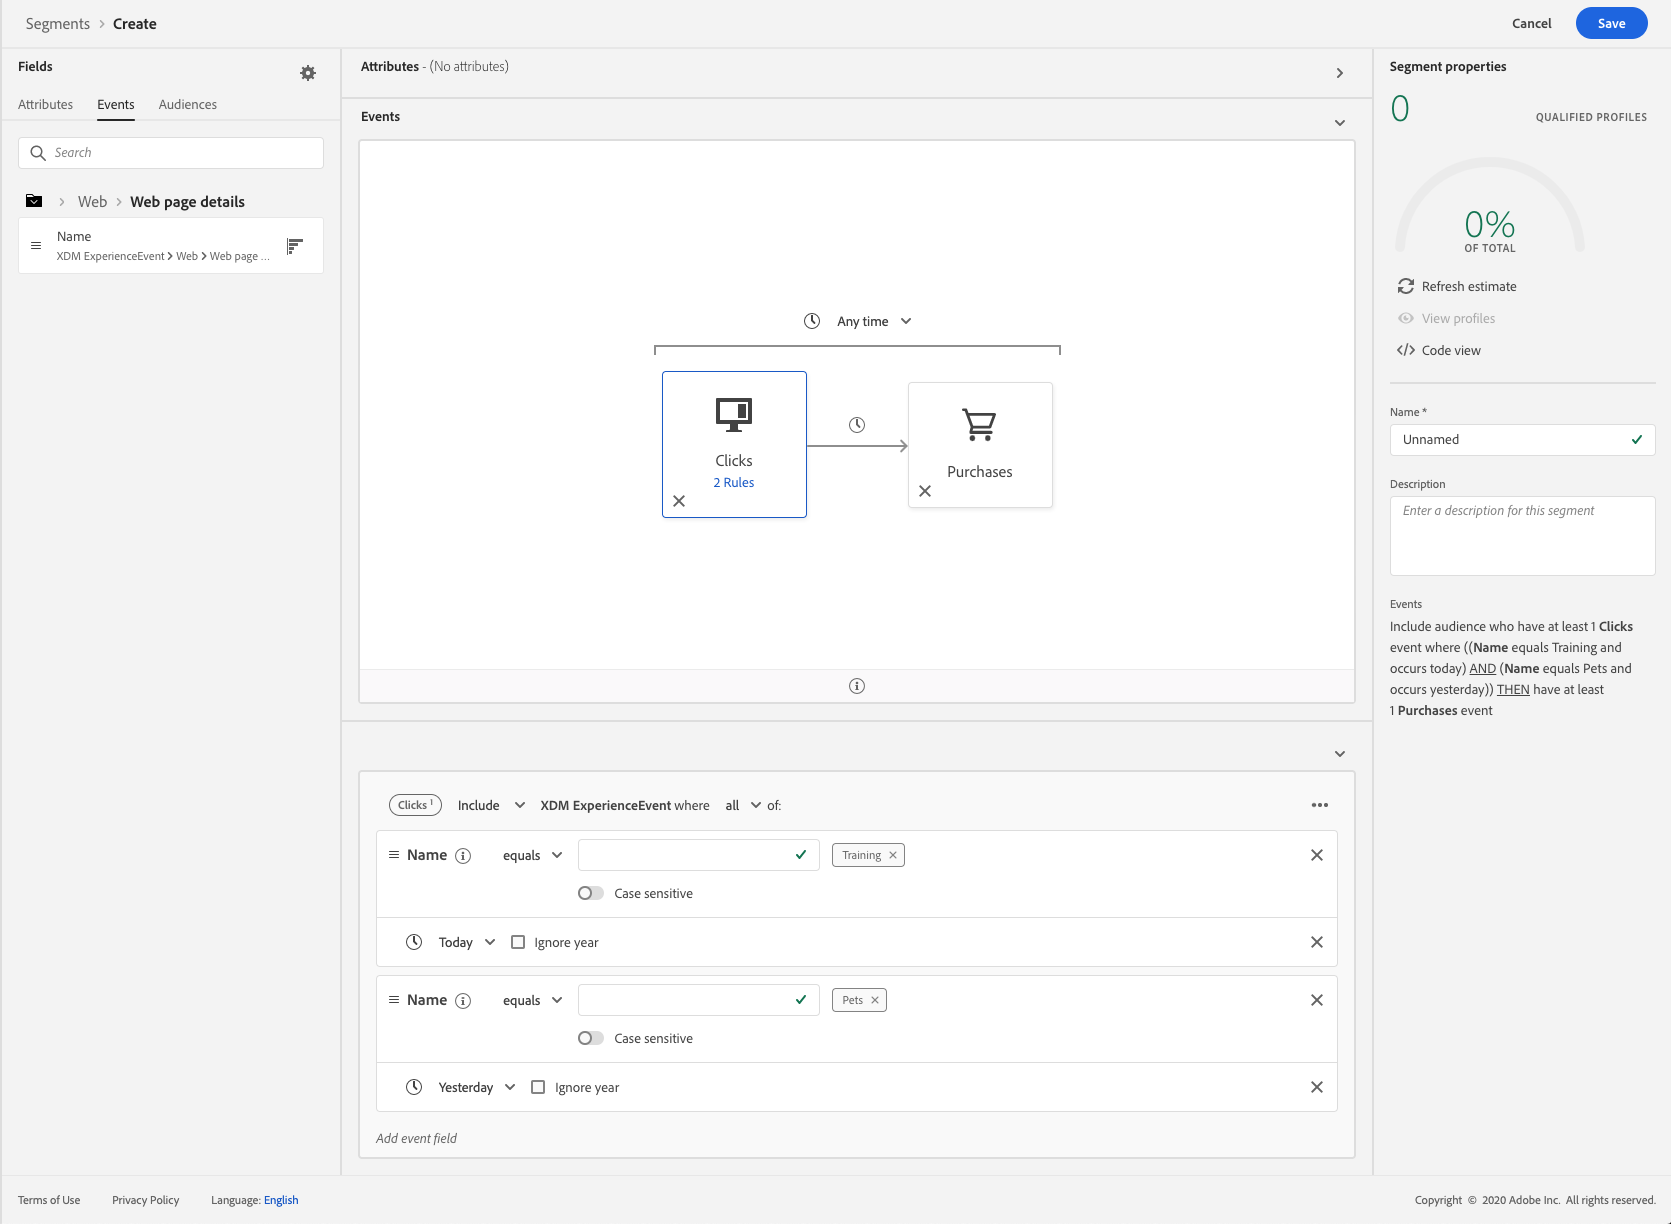 Segments > Create
Cancel
Save
Fields
Attributes
Events
Audiences
Search
> Web > Web page details
Name
XDM ExperienceEvent > Web > Web page ...
Attributes - (No attributes)
Events
Any time
Clicks
2 Rules
Purchases
Clicks 1
Include
XDM ExperienceEvent where
all
of:
Name
equals
Training
Case sensitive
Today
Ignore year
Name
equals
Pets
Case sensitive
Yesterday
Ignore year
Add event field
Segment properties
0
QUALIFIED PROFILES
0%
OF TOTAL
Refresh estimate
View profiles
Code view
Name *
Unnamed
Description
Enter a description for this segment
Events
Include audience who have at least 1 Clicks
event where ((Name equals Training and
occurs today) AND (Name equals Pets and
occurs yesterday)) THEN have at least
1 Purchases event
Terms of Use
Privacy Policy
Language: English
Copyright © 2020 Adobe Inc. All rights reserved.